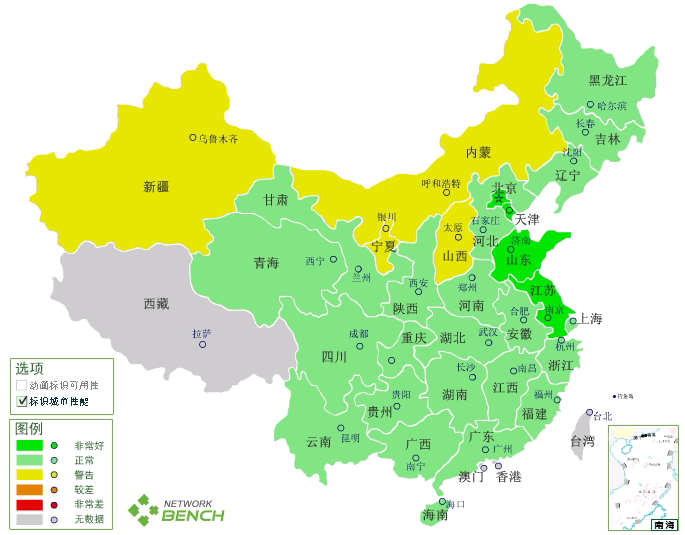 黑龙江
哈尔滨
长春
吉林
沈阳
辽宁
内蒙
呼和浩特
北京
天津
石家庄
河北
太原
山西
济南
山东
乌鲁木齐
新疆
甘肃
银川
宁夏
青海
西宁
兰州
西安
陕西
郑州
河南
江苏
南京
合肥
安徽
上海
杭州
浙江
西藏
拉萨
成都
四川
重庆
湖北
武汉
长沙
湖南
南昌
江西
福州
福建
贵阳
贵州
云南
昆明
广西
南宁
广东
广州
澳门
香港
海口
海南
台北
台湾
钓鱼岛
南海
选项
动画标识可用性
标识城市性能
图例
非常好
正常
警告
较差
非常差
无数据
NETWORK
BENCH